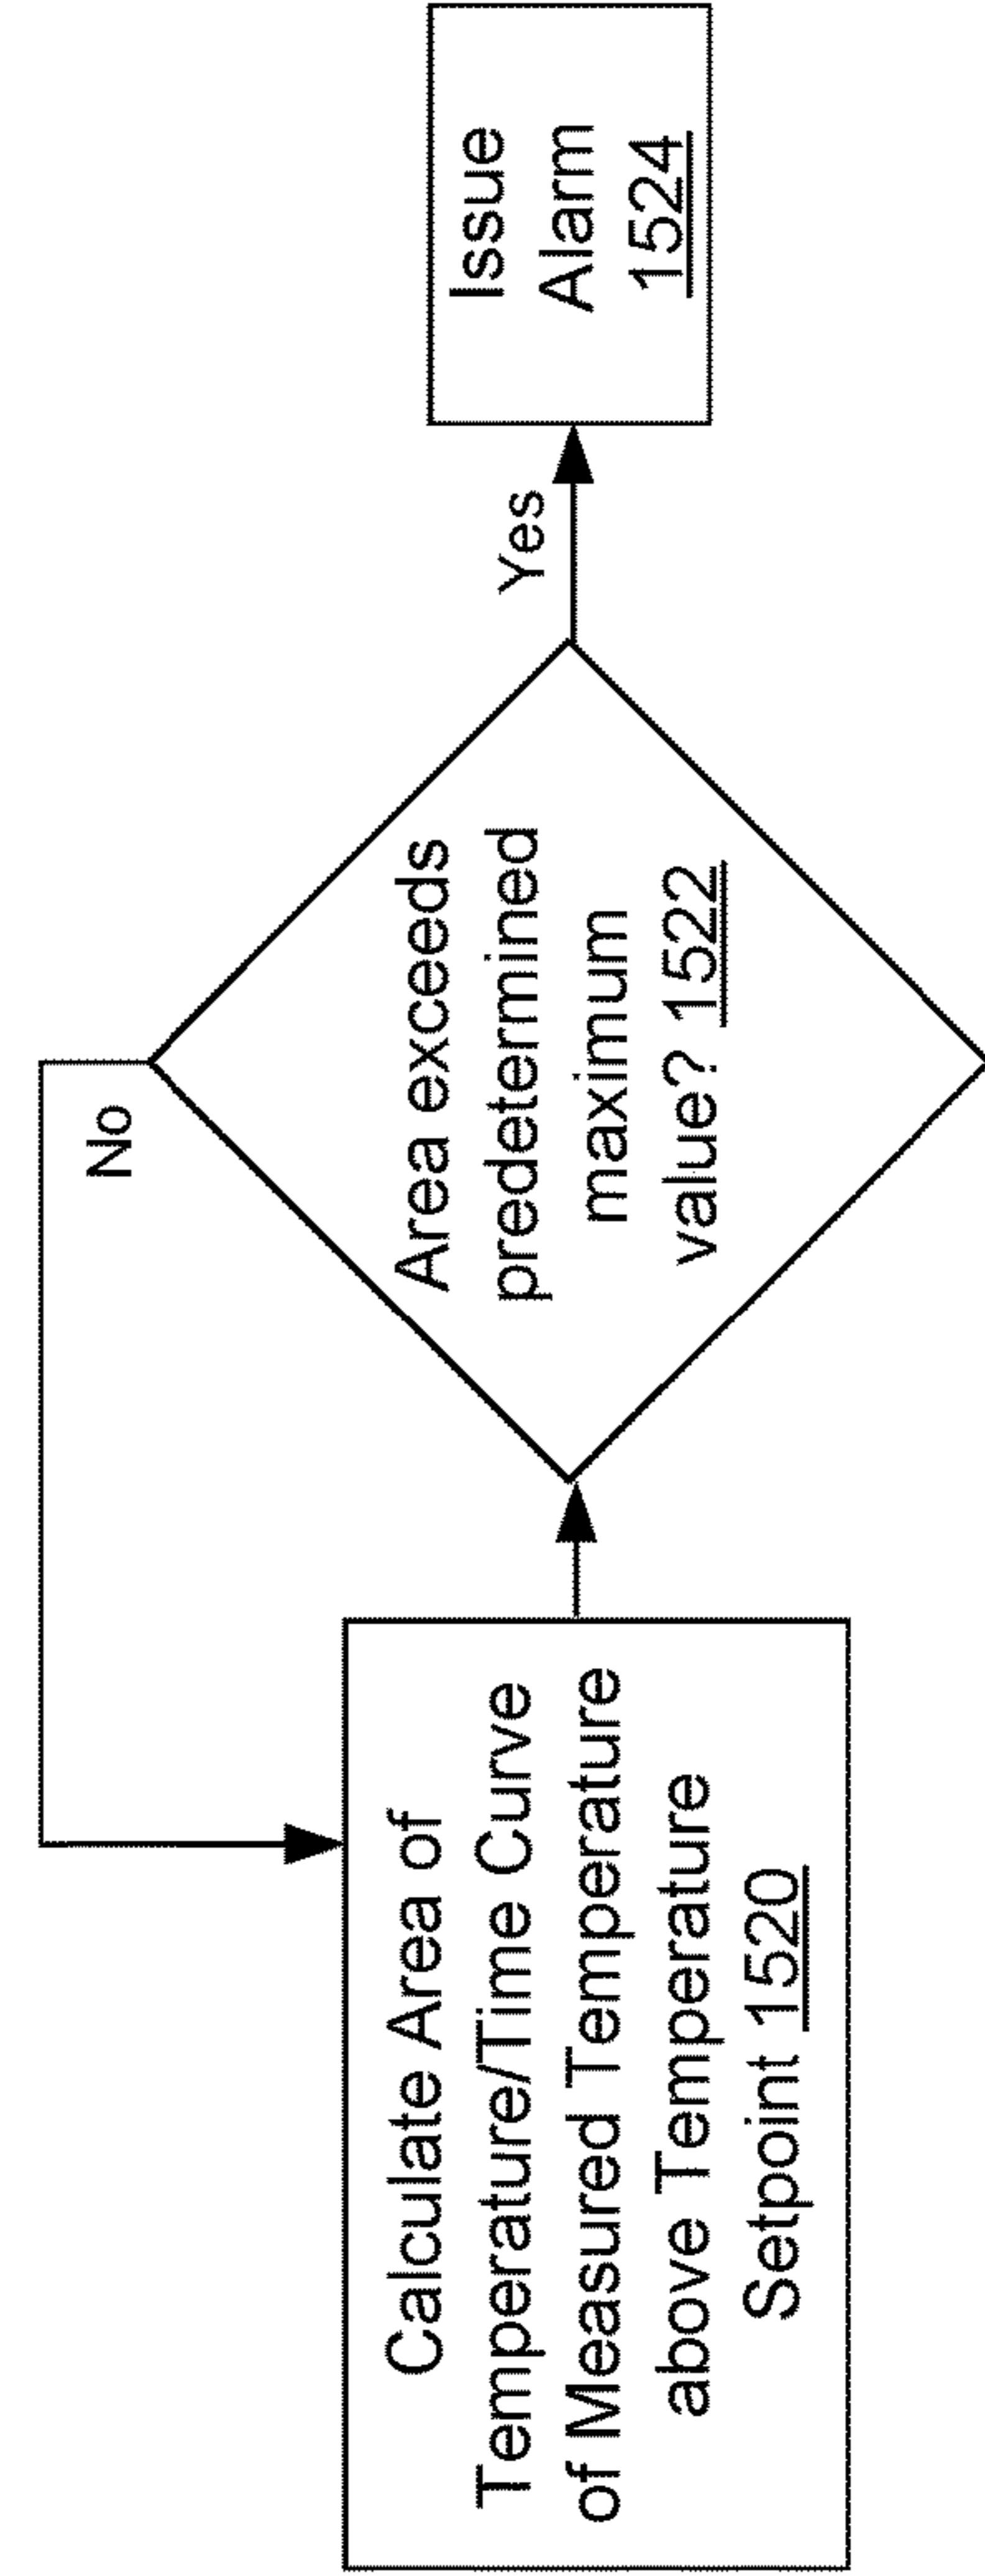 Calculate Area of
Temperature/Time Curve
of Measured Temperature
above Temperature
Setpoint 1520
No
Area exceeds
predetermined
maximum
value? 1522
Yes
Issue
Alarm
1524